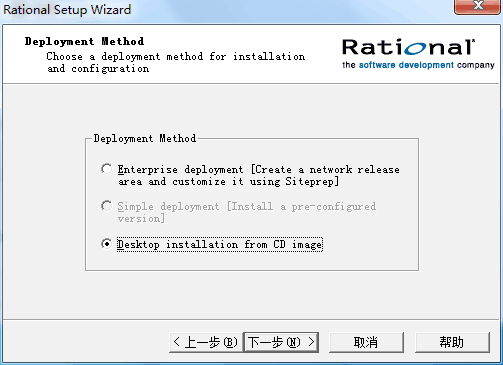 Rational Setup Wizard
Deployment Method
Choose a deployment method for installation
and configuration
Rational®
the software development company
Deployment Method
Enterprise deployment [Create a network release
area and customize it using Siteprep]
Simple deployment [Install a pre-configured
version]
Desktop installation from CD image
< 上一步(B) 下一步(N) > 取消 帮助